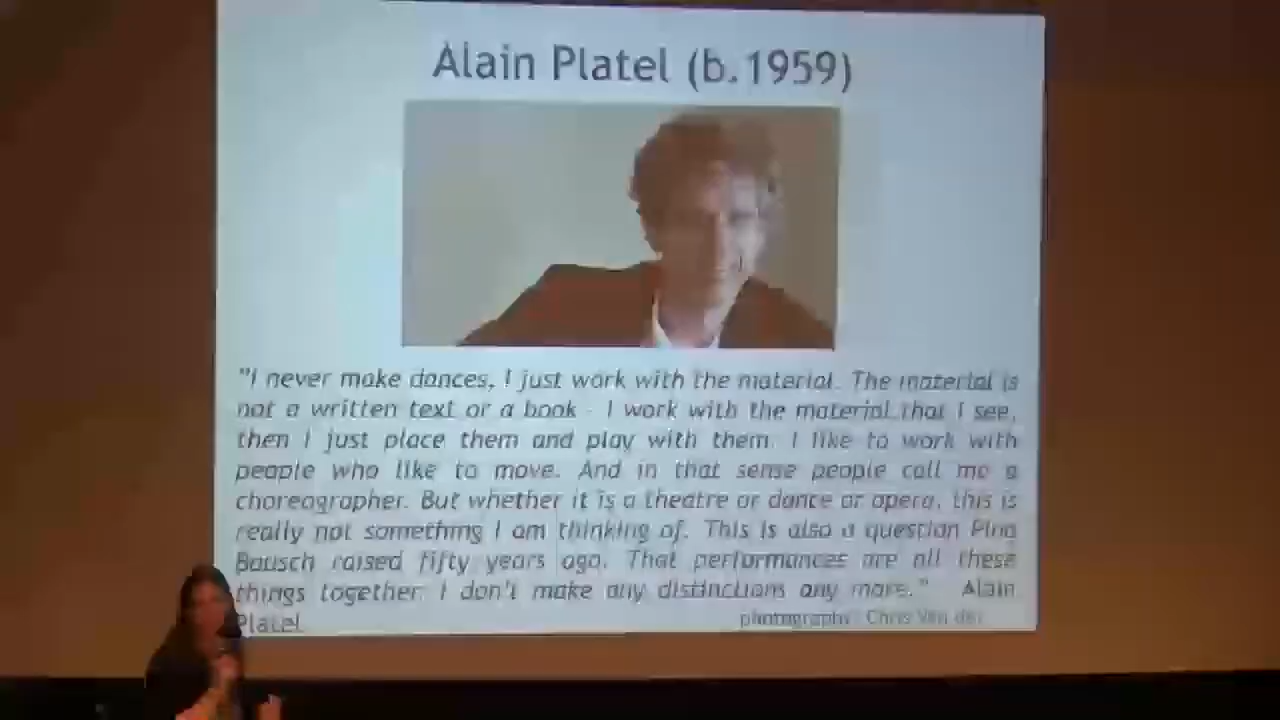 Alain Platel (b.1959)
"I never make dances, I just work with the material. The material is
not a written text or a book - I work with the material that I see,
then I just place them and play with them. I like to work with
people who like to move. And in that sense people call me a
choreographer. But whether it is a theatre or dance or opera, this is
really not something I am thinking of. This is also a question Pina
Bausch raised fifty years ago. That performances are all these
things together. I don't make any distinctions any more." Alain
Platel
photography: Chris Van der